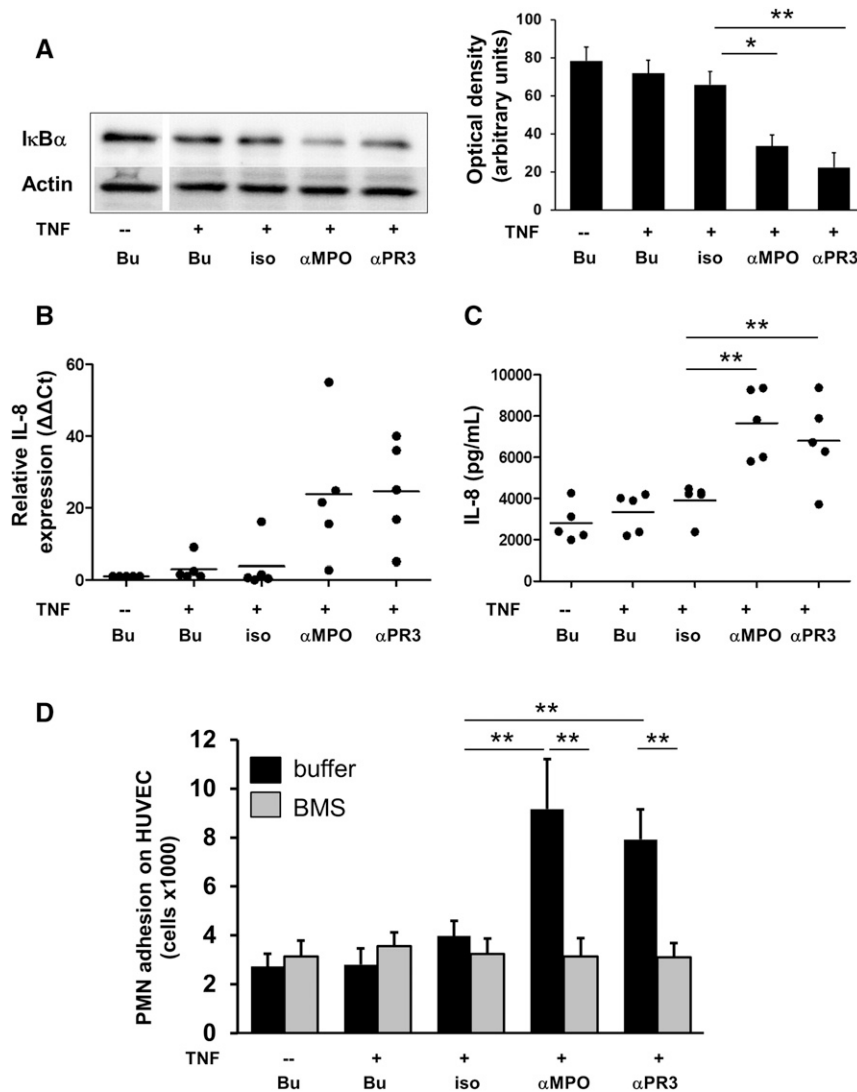 A
IκBα
Actin
TNF -- + + + +
Bu Bu iso αMPO αPR3
Optical density
(arbitrary units)
100
80
60
40
20
0
*
**
-- + + + +
Bu Bu iso αMPO αPR3
B
Relative IL-8
expression (ΔΔCt)
60
40
20
0
TNF -- + + + +
Bu Bu iso αMPO αPR3
C
IL-8 (pg/mL)
10000
8000
6000
4000
2000
0
**
**
TNF -- + + + +
Bu Bu iso αMPO αPR3
D
PMN adhesion on HUVEC
(cells x1000)
12
10
8
6
4
2
0
buffer
BMS
**
** ** **
TNF -- + + + +
Bu Bu iso αMPO αPR3